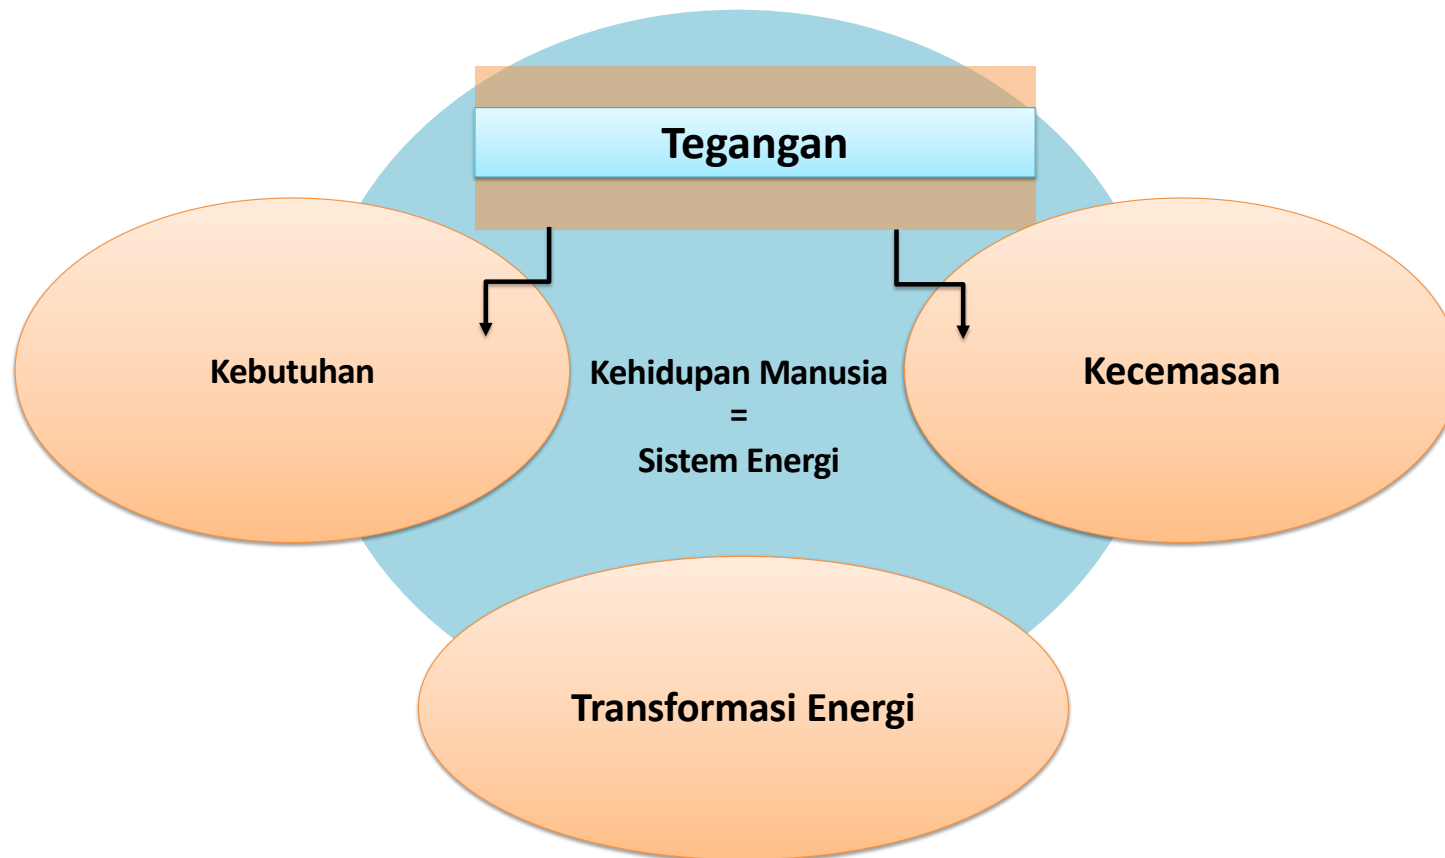 Tegangan
Kebutuhan
Kehidupan Manusia
=
Sistem Energi
Kecemasan
Transformasi Energi